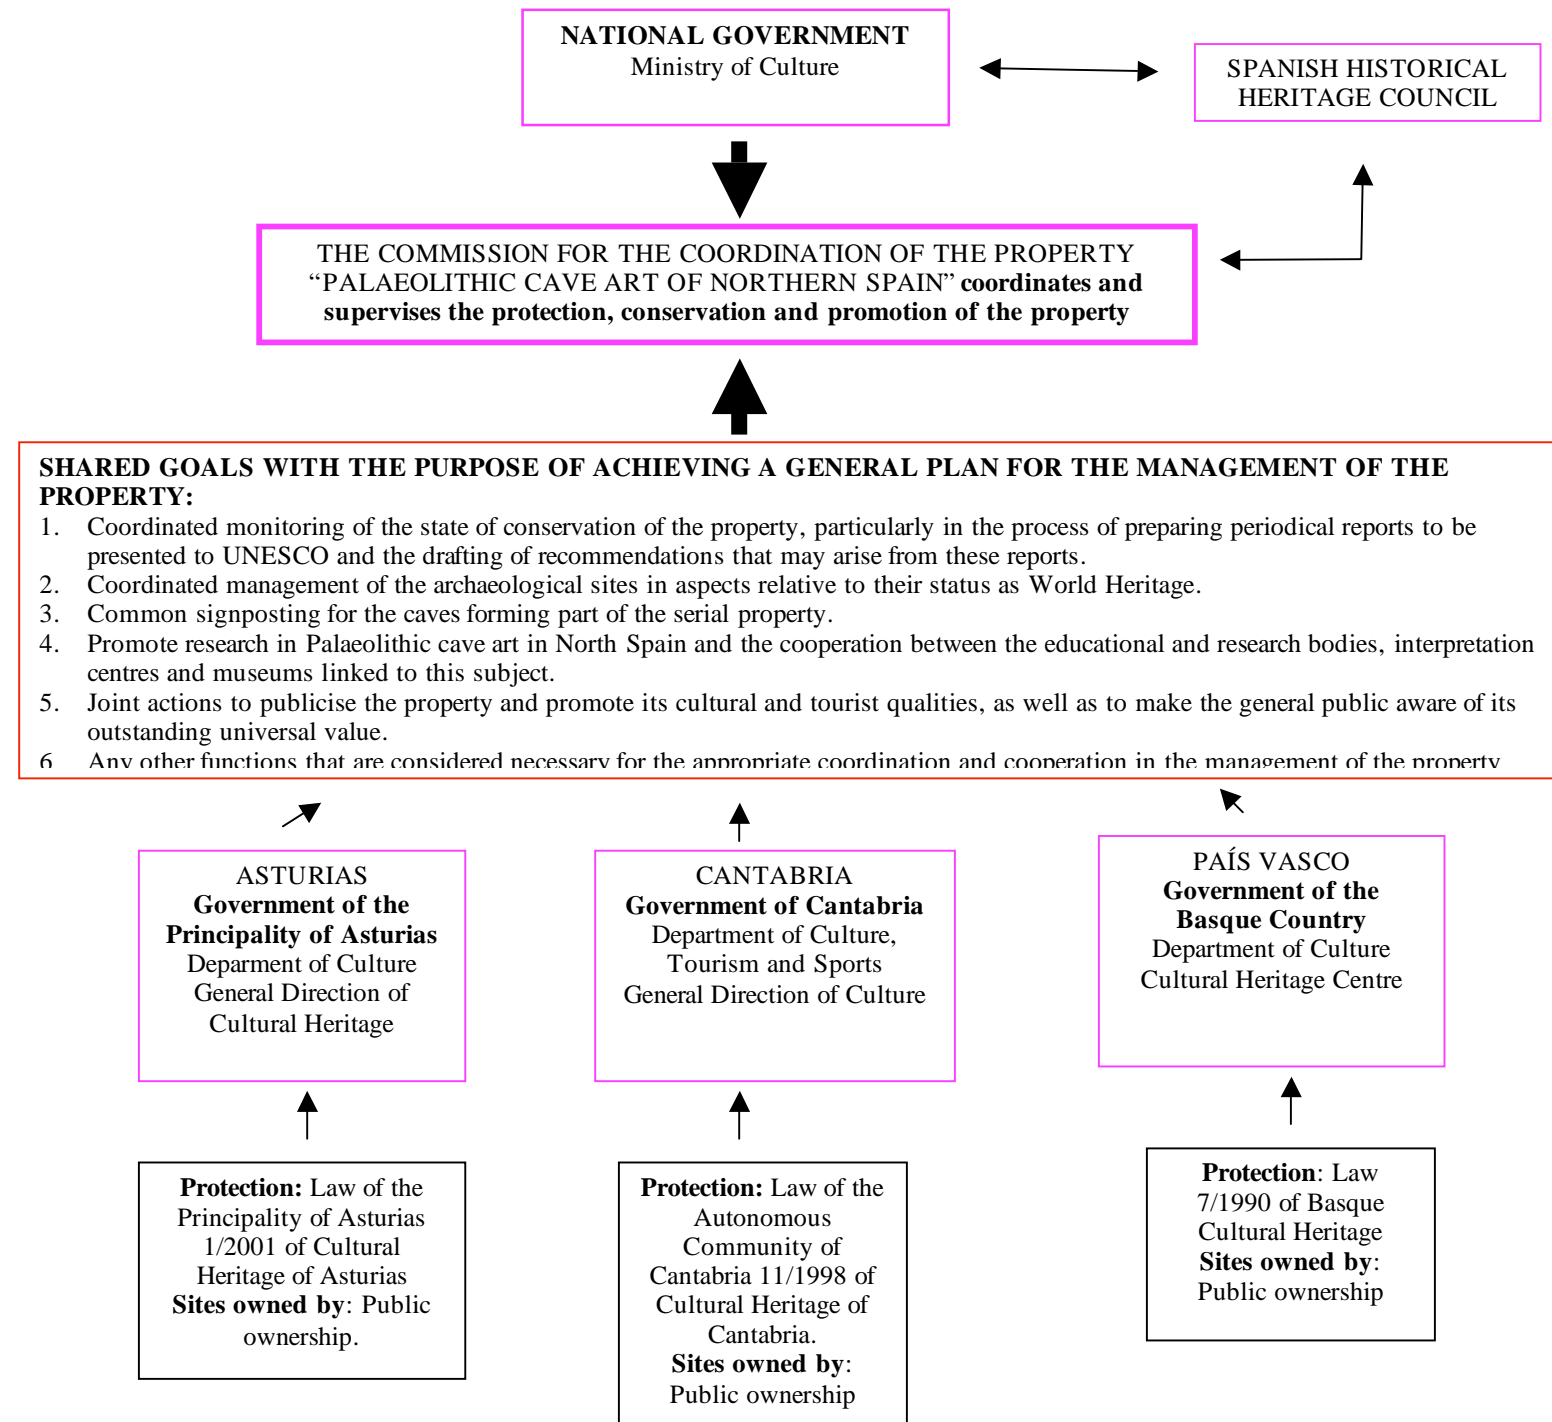 NATIONAL GOVERNMENT
Ministry of Culture
SPANISH HISTORICAL
HERITAGE COUNCIL
THE COMMISSION FOR THE COORDINATION OF THE PROPERTY
“PALAEOLITHIC CAVE ART OF NORTHERN SPAIN” coordinates and
supervises the protection, conservation and promotion of the property
SHARED GOALS WITH THE PURPOSE OF ACHIEVING A GENERAL PLAN FOR THE MANAGEMENT OF THE
PROPERTY:
1. Coordinated monitoring of the state of conservation of the property, particularly in the process of preparing periodical reports to be
presented to UNESCO and the drafting of recommendations that may arise from these reports.
2. Coordinated management of the archaeological sites in aspects relative to their status as World Heritage.
3. Common signposting for the caves forming part of the serial property.
4. Promote research in Palaeolithic cave art in North Spain and the cooperation between the educational and research bodies, interpretation
centres and museums linked to this subject.
5. Joint actions to publicise the property and promote its cultural and tourist qualities, as well as to make the general public aware of its
outstanding universal value.
6 Any other functions that are considered necessary for the appropriate coordination and cooperation in the management of the property
ASTURIAS
Government of the
Principality of Asturias
Deparment of Culture
General Direction of
Cultural Heritage
CANTABRIA
Government of Cantabria
Department of Culture,
Tourism and Sports
General Direction of Culture
PAÍS VASCO
Government of the
Basque Country
Department of Culture
Cultural Heritage Centre
Protection: Law of the
Principality of Asturias
1/2001 of Cultural
Heritage of Asturias
Sites owned by: Public
ownership.
Protection: Law of the
Autonomous
Community of
Cantabria 11/1998 of
Cultural Heritage of
Cantabria.
Sites owned by:
Public ownership
Protection: Law
7/1990 of Basque
Cultural Heritage
Sites owned by:
Public ownership